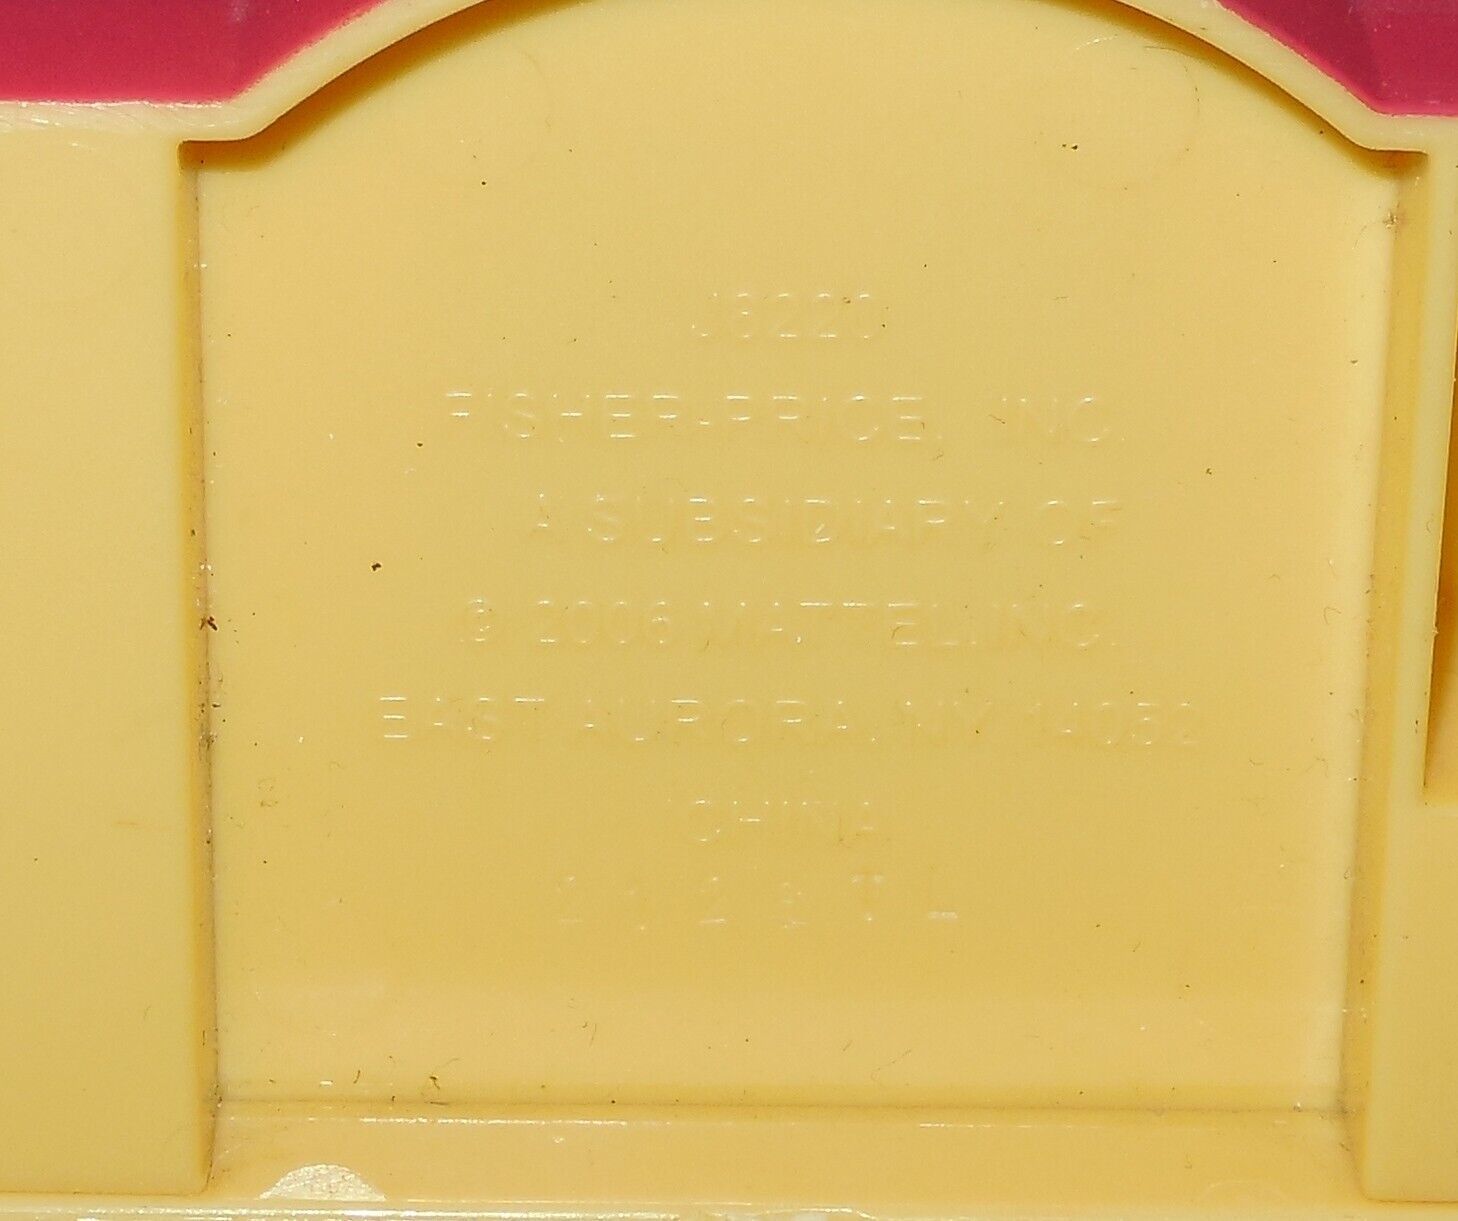 FISHER-PRICE, INC.
A SUBSIDIARY OF
© 2006 MATTEL, INC.
EAST AURORA, NY 14052
CHINA